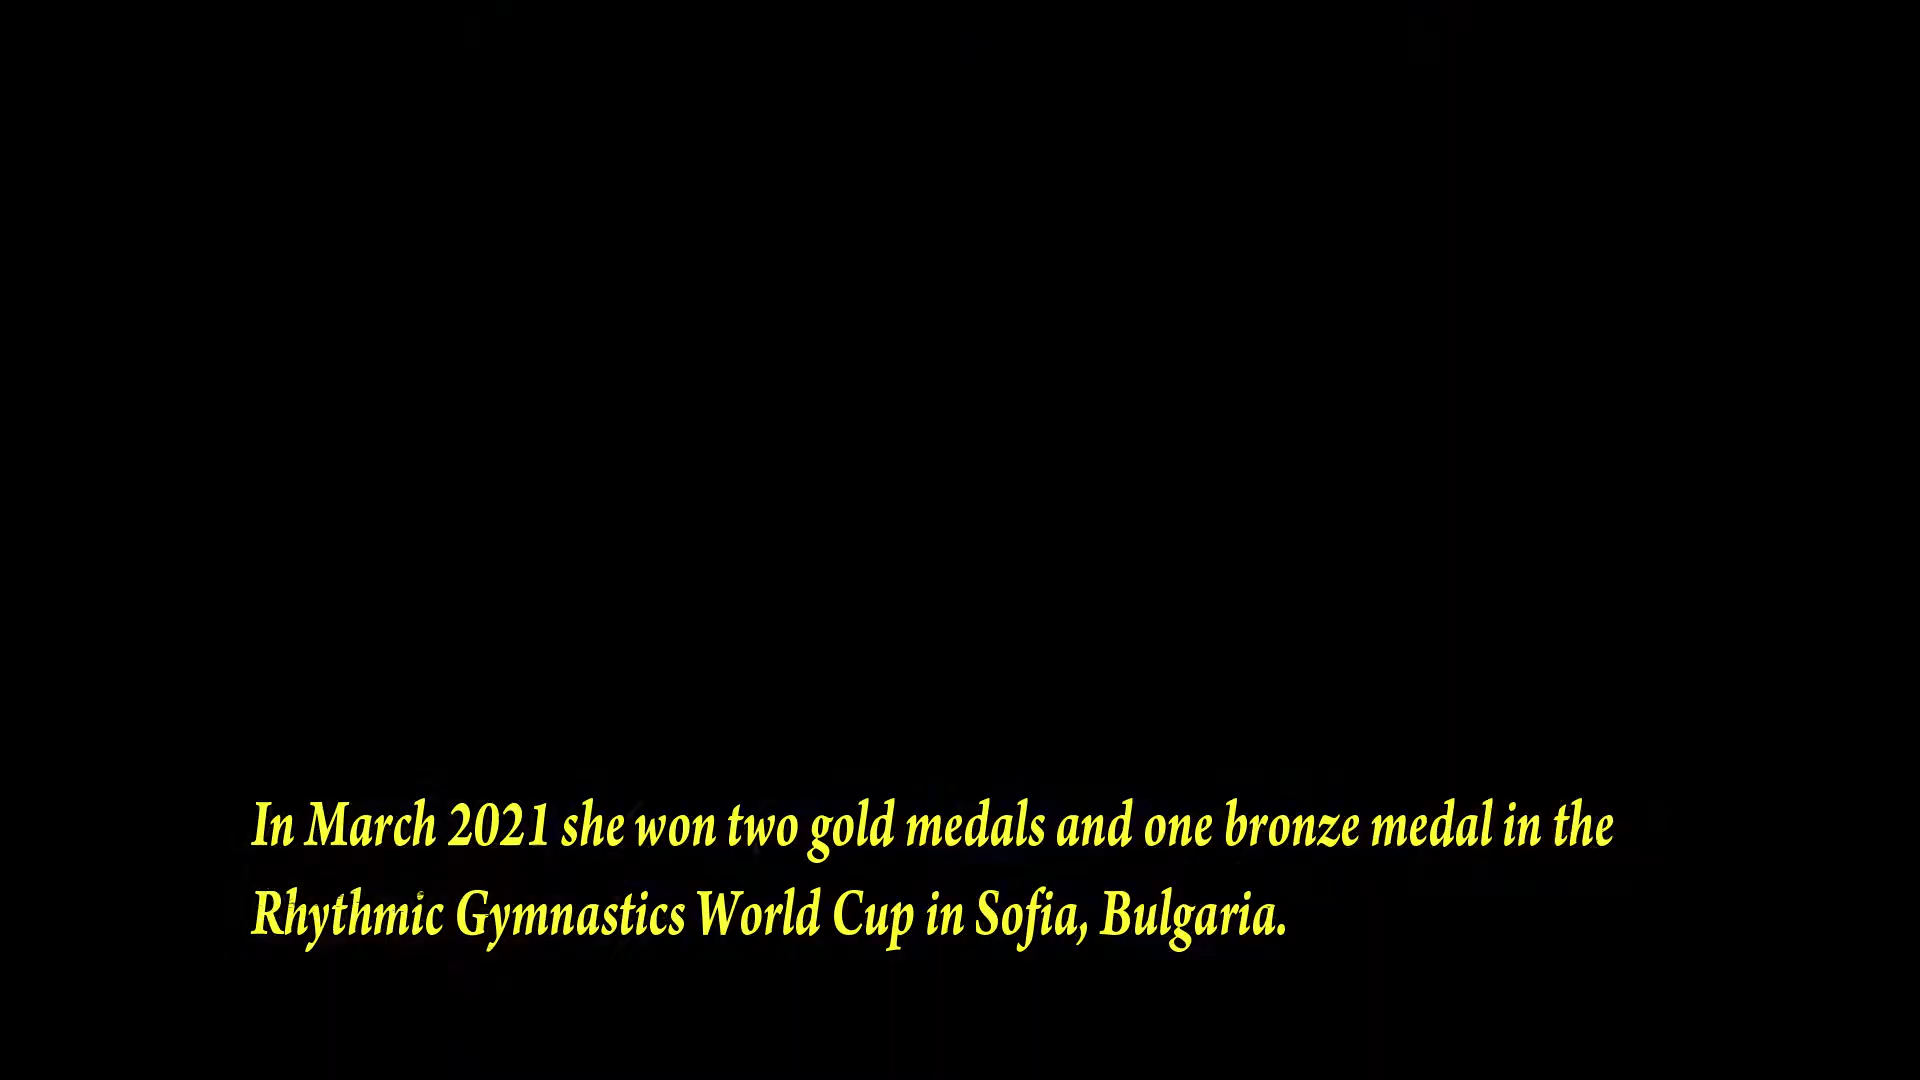 In March 2021 she won two gold medals and one bronze medal in the
Rhythmic Gymnastics World Cup in Sofia, Bulgaria.